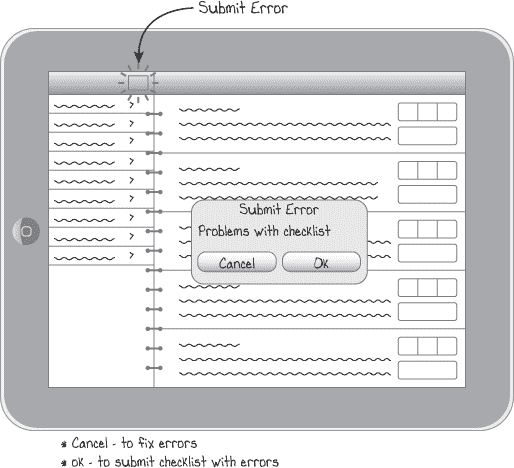 Submit Error
Submit Error
Problems with checklist
Cancel
Ok
* Cancel - to fix errors
* ok - to submit checklist with errors